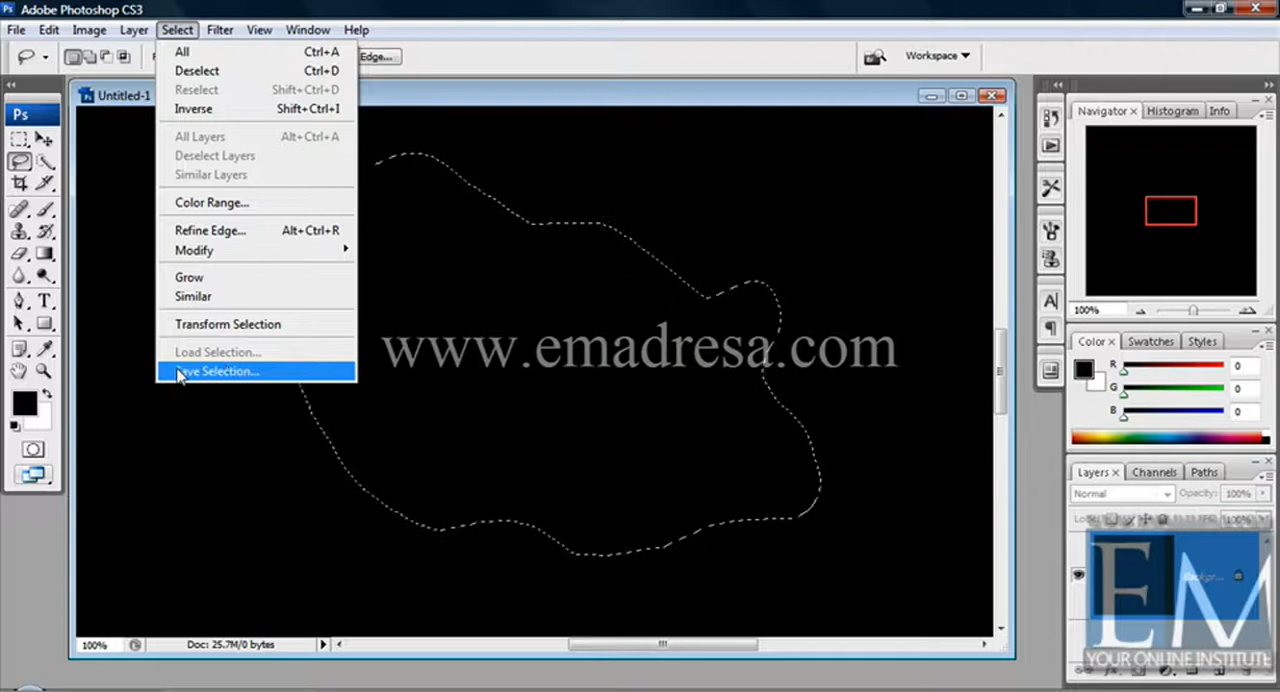 Ps Adobe Photoshop CS3
File Edit Image Layer Select Filter View Window Help
Edge...
Workspace
All Ctrl+A
Deselect Ctrl+D
Reselect Shift+Ctrl+D
Inverse Shift+Ctrl+I
All Layers Alt+Ctrl+A
Deselect Layers
Similar Layers
Color Range...
Refine Edge... Alt+Ctrl+R
Modify
Grow
Similar
Transform Selection
Load Selection...
ave Selection...
Ps Untitled-1
Ps
T
www.emadresa.com
100% Doc: 25.7M/0 bytes
Navigator x Histogram Info
100%
A
Color x Swatches Styles
R 0
G 0
B 0
Layers x Channels Paths
Normal Opacity: 100%
100%
EM
YOUR ONLINE INSTITUTE